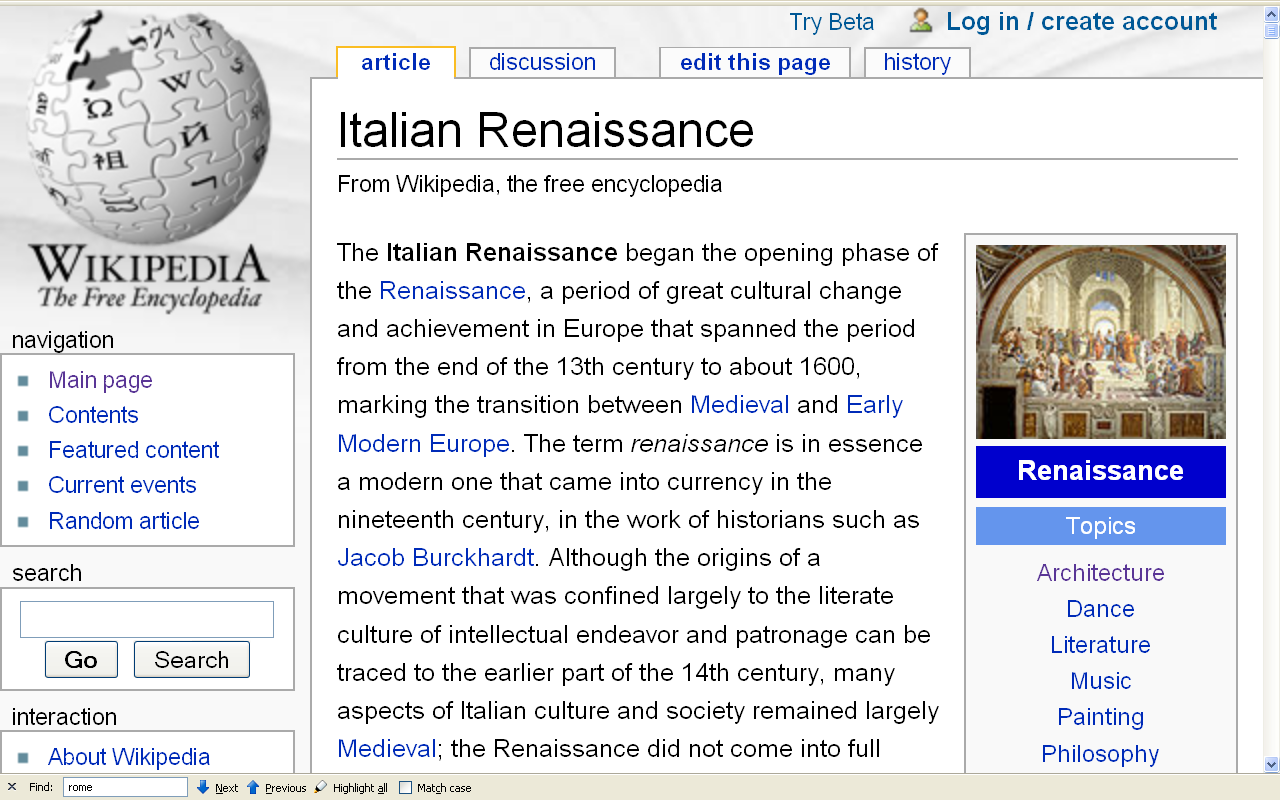 Try Beta Log in / create account
article discussion edit this page history
WIKIPEDIA
The Free Encyclopedia
navigation
Main page
Contents
Featured content
Current events
Random article
search
Go Search
interaction
About Wikipedia
Italian Renaissance
From Wikipedia, the free encyclopedia
The Italian Renaissance began the opening phase of
the Renaissance, a period of great cultural change
and achievement in Europe that spanned the period
from the end of the 13th century to about 1600,
marking the transition between Medieval and Early
Modern Europe. The term renaissance is in essence
a modern one that came into currency in the
nineteenth century, in the work of historians such as
Jacob Burckhardt. Although the origins of a
movement that was confined largely to the literate
culture of intellectual endeavor and patronage can be
traced to the earlier part of the 14th century, many
aspects of Italian culture and society remained largely
Medieval; the Renaissance did not come into full
Renaissance
Topics
Architecture
Dance
Literature
Music
Painting
Philosophy
Find: rome Next Previous Highlight all Match case